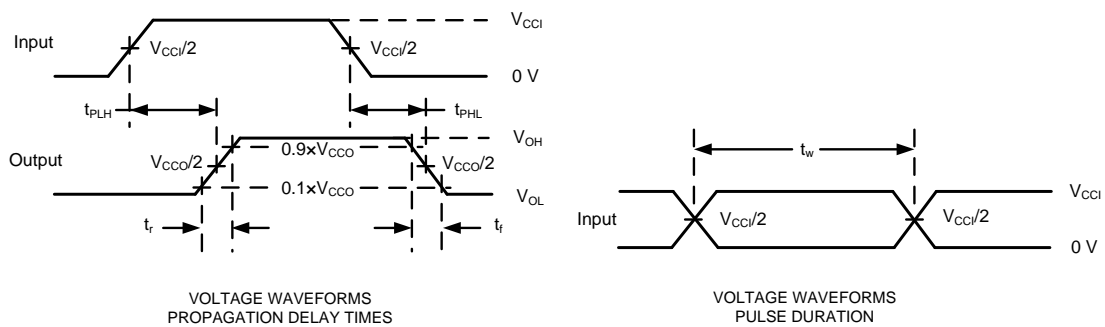 Input
V_CCI/2
V_CCI/2
V_CCI
0 V
t_PLH
t_PHL
Output
V_CCO/2
0.9×V_CCO
0.1×V_CCO
V_CCO/2
V_OH
V_OL
t_r
t_f
VOLTAGE WAVEFORMS
PROPAGATION DELAY TIMES
t_w
Input
V_CCI/2
V_CCI/2
V_CCI
0 V
VOLTAGE WAVEFORMS
PULSE DURATION